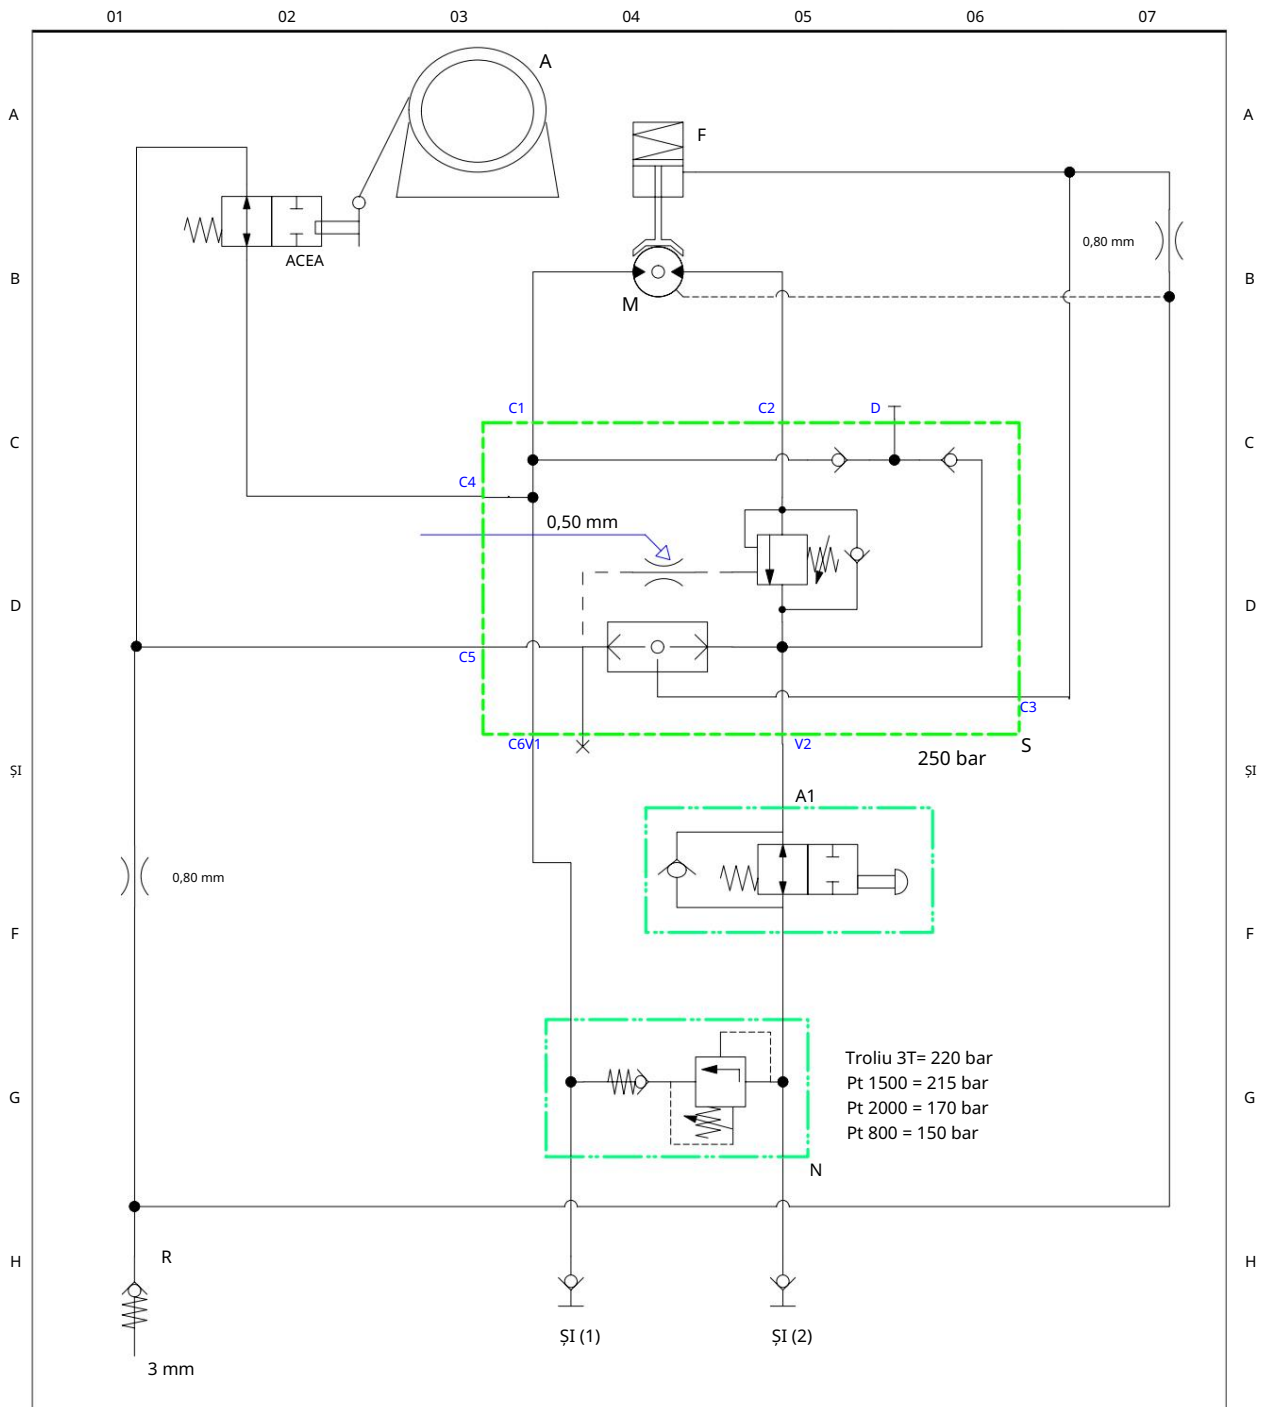 01 02 03 04 05 06 07
A
A
F
A
0,80 mm
ACEA
B
M
B
C1
C2
D
C
C
C4
0,50 mm
D
D
C5
C3
C6V1
V2
S
250 bar
ȘI
ȘI
A1
0,80 mm
F
F
Troliu 3T= 220 bar
Pt 1500 = 215 bar
G
G
Pt 2000 = 170 bar
Pt 800 = 150 bar
N
R
H
H
ȘI (1)
ȘI (2)
3 mm